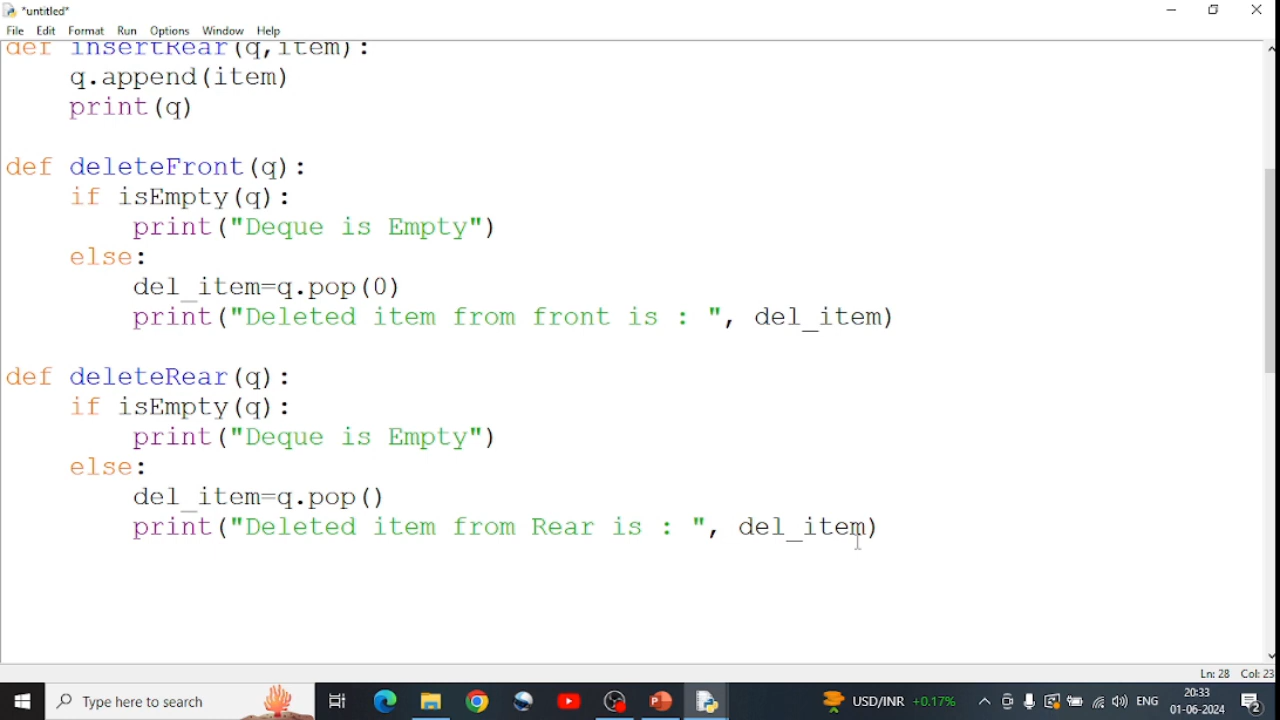 *untitled*
File Edit Format Run Options Window Help
def insertRear(q,item):
q.append(item)
print(q)
def deleteFront(q):
if isEmpty(q):
print("Deque is Empty")
else:
del_item=q.pop(0)
print("Deleted item from front is : ", del_item)
def deleteRear(q):
if isEmpty(q):
print("Deque is Empty")
else:
del_item=q.pop()
print("Deleted item from Rear is : ", del_item)
Ln: 28 Col: 23
Type here to search
USD/INR +0.17%
ENG
20:33
01-06-2024
2